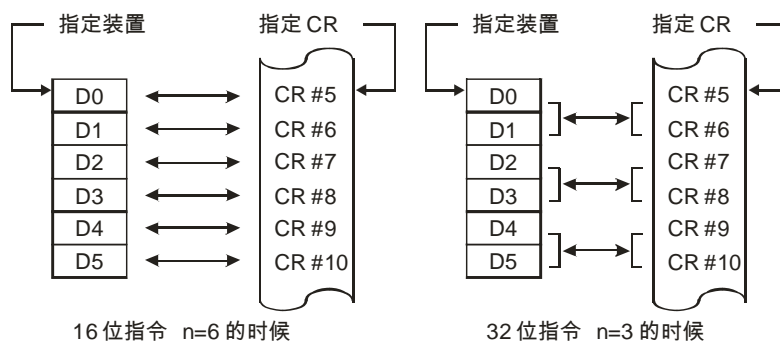 指定装置 指定 CR 指定装置 指定 CR
D0 CR #5 D0 CR #5
D1 CR #6 D1 CR #6
D2 CR #7 D2 CR #7
D3 CR #8 D3 CR #8
D4 CR #9 D4 CR #9
D5 CR #10 D5 CR #10
16 位指令 n=6 的时候 32 位指令 n=3 的时候